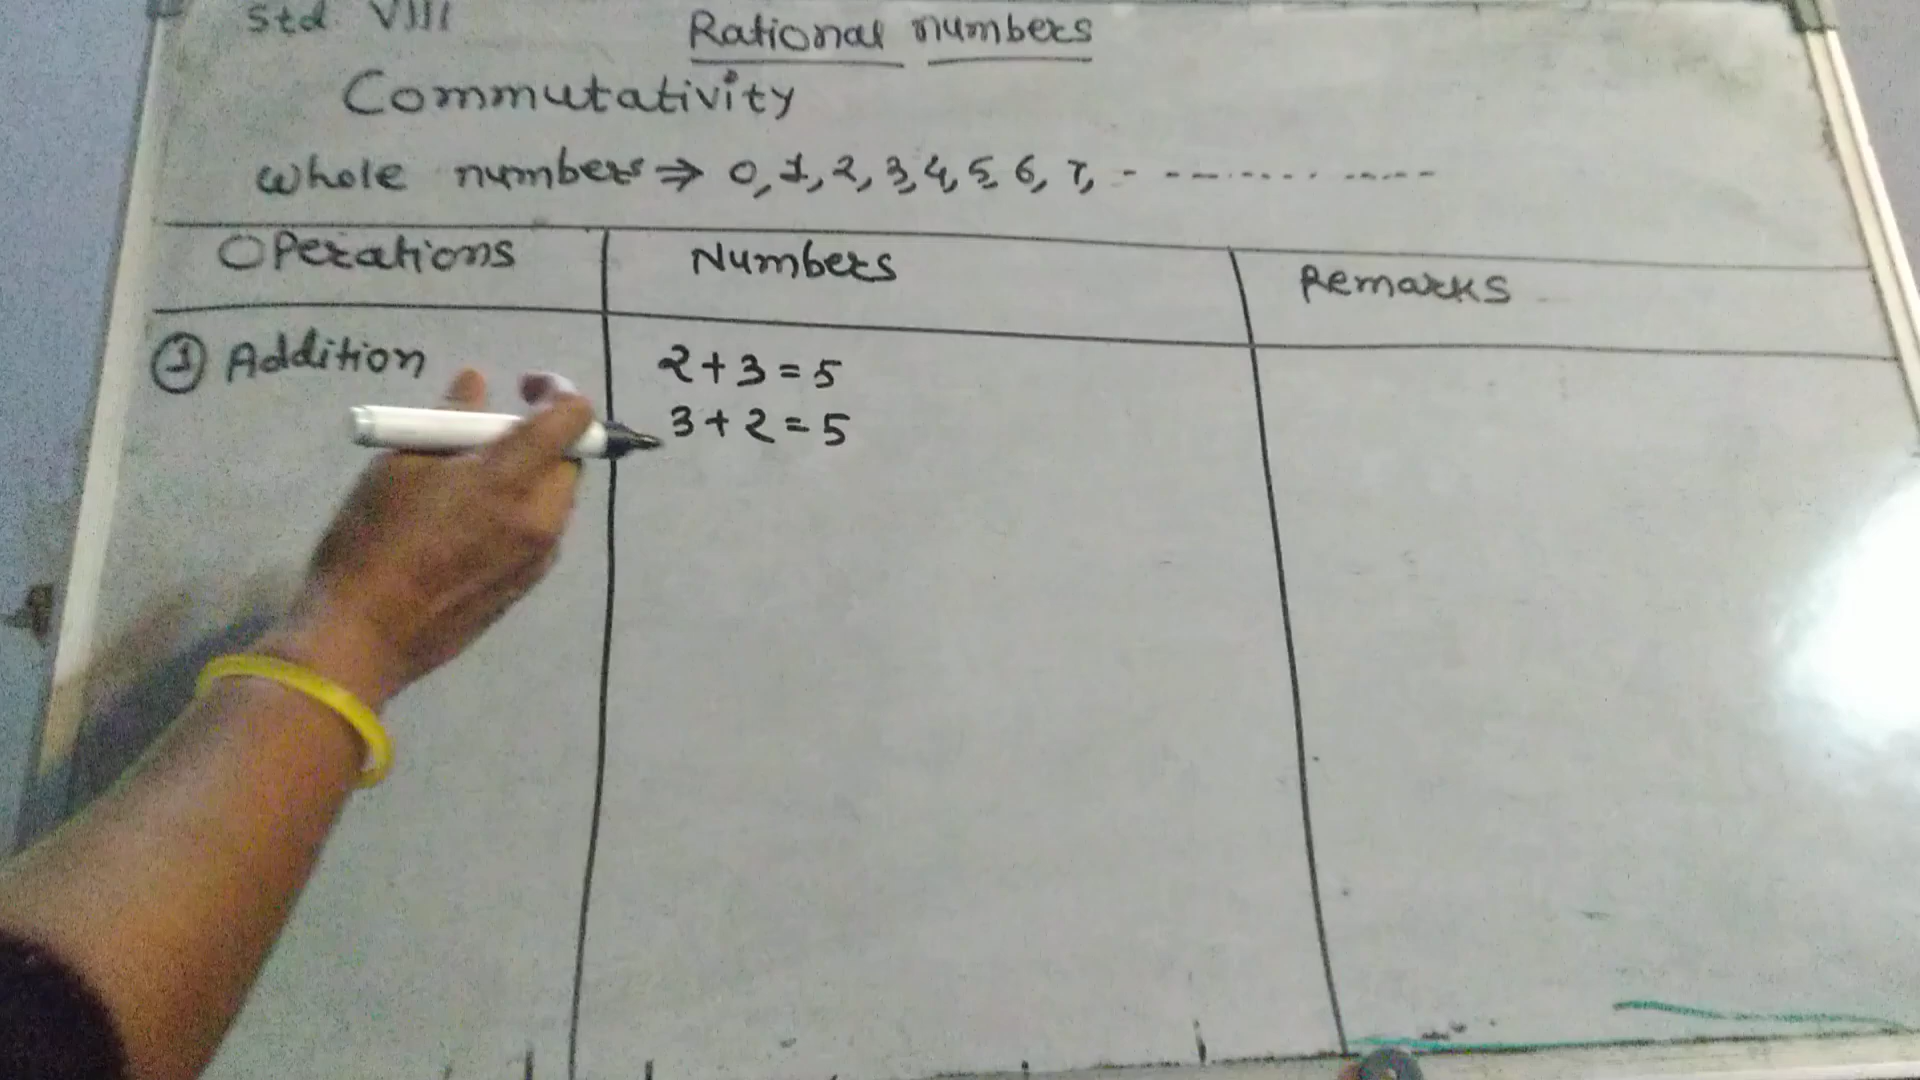 Std. VIII
Rational numbers
Commutativity
Whole numbers ⇒ 0, 1, 2, 3, 4, 5, 6, 7, - - - - - - - - - - - -
Operations Numbers Remarks
① Addition 2 + 3 = 5
3 + 2 = 5